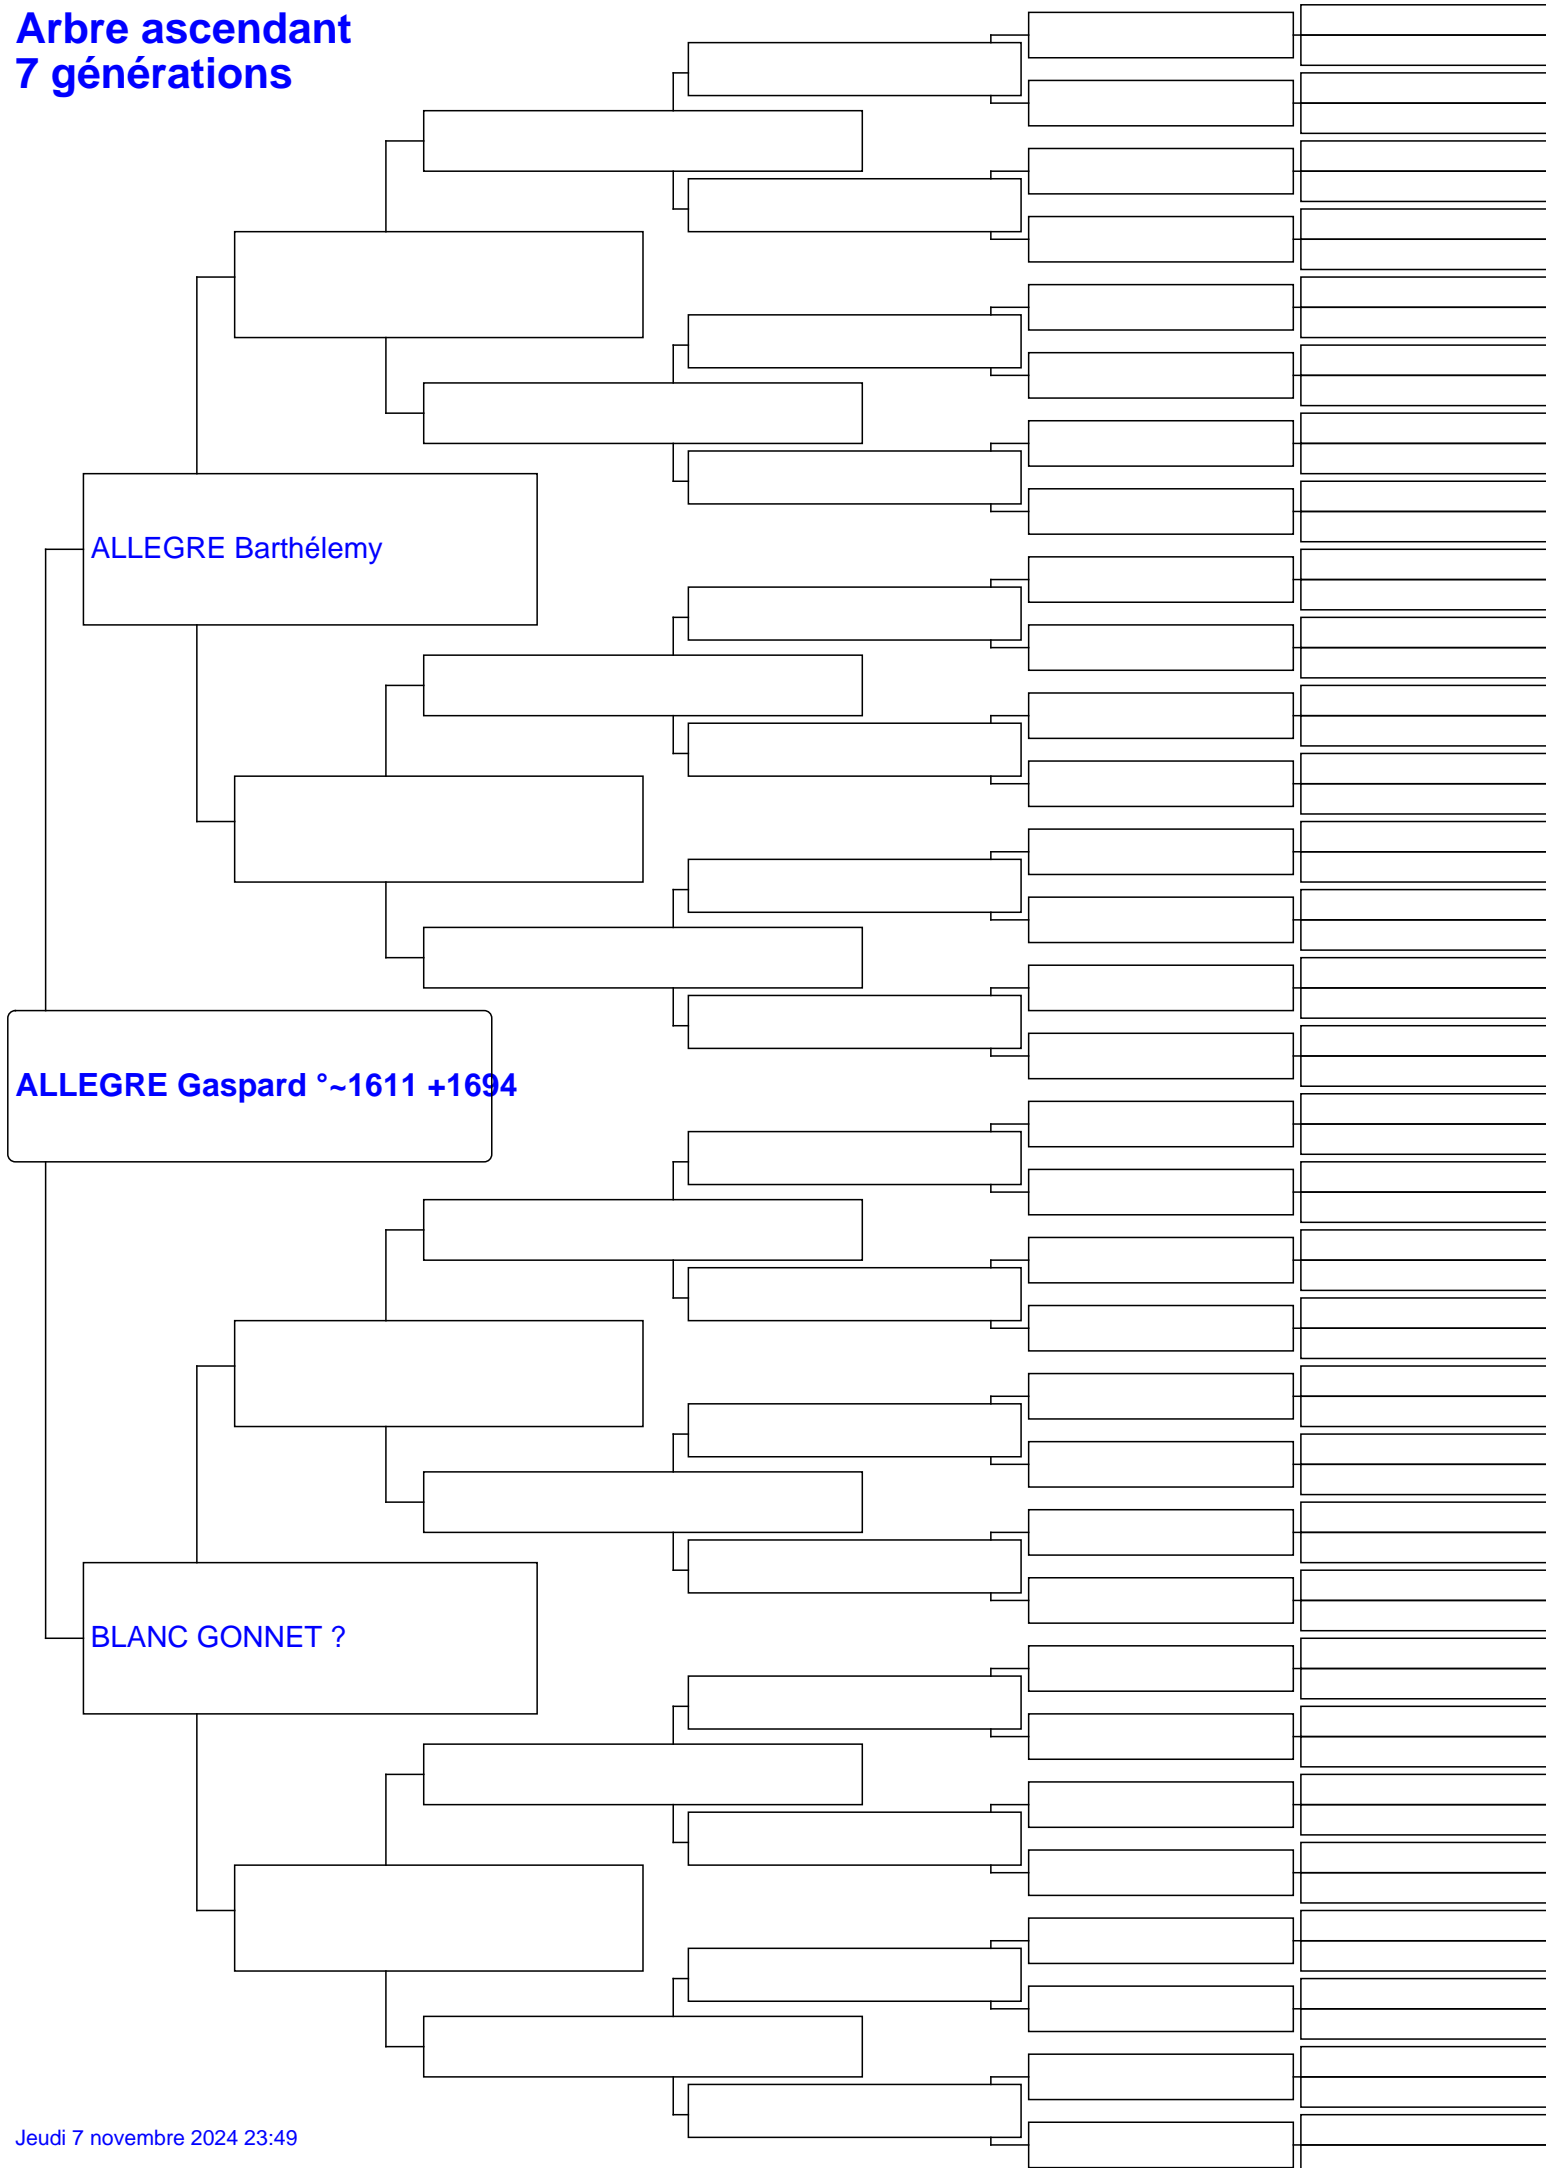 Arbre ascendant
7 générations
ALLEGRE Barthélemy
ALLEGRE Gaspard °~1611 +1694
BLANC GONNET ?
Jeudi 7 novembre 2024 23:49